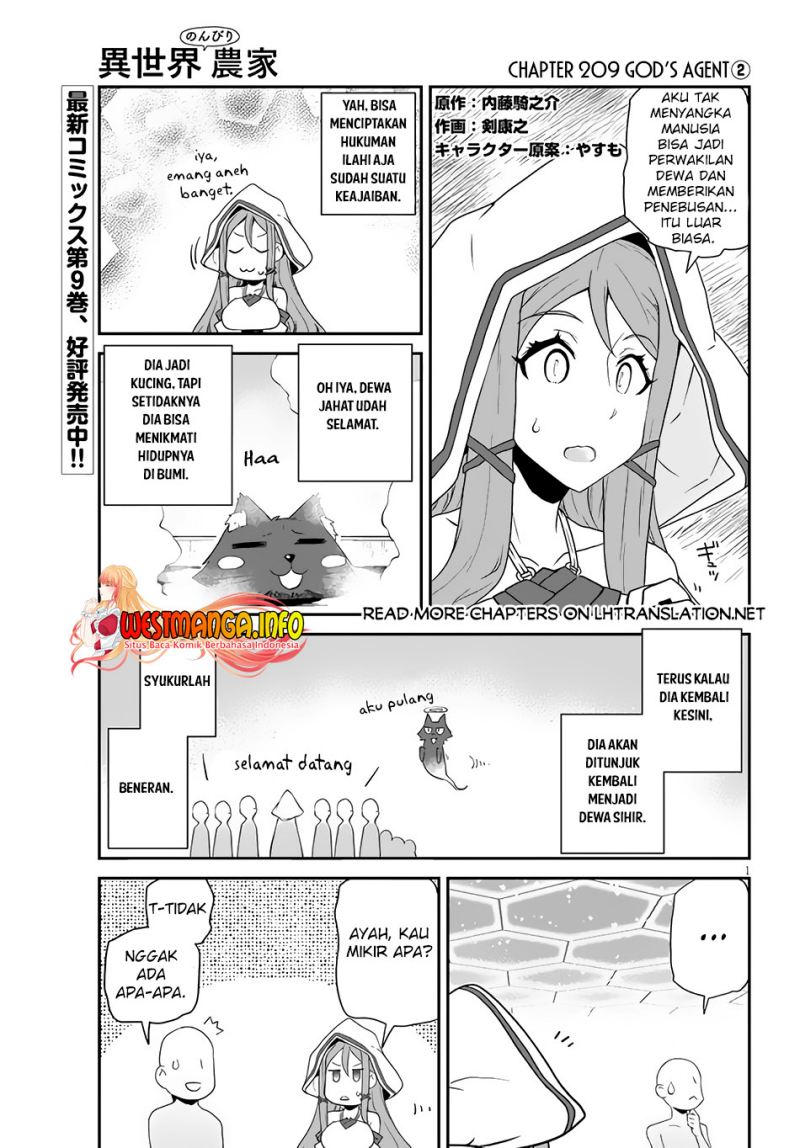 異世界
のんびり
農家
CHAPTER 209 GOD'S AGENT②
最新コミックス第9巻、好評発売中!!
原作：内藤騎之介
作画：剣康之
キャラクター原案：やすも
AKU TAK
MENYANGKA
MANUSIA
BISA JADI
PERWAKILAN
DEWA DAN
MEMBERIKAN
PENEBUSAN...
ITU LUAR
BIASA.
ギュッ
YAH, BISA
MENCIPTAKAN
HUKUMAN
ILAHI AJA
SUDAH SUATU
KEAJAIBAN.
iya,
emang aneh
banget.
OH IYA, DEWA
JAHAT UDAH
SELAMAT.
DIA JADI
KUCING, TAPI
SETIDAKNYA
DIA BISA
MENIKMATI
HIDUPNYA
DI BUMI.
Haa
READ MORE CHAPTERS ON LHTRANSLATION.NET
WESTMANGA.INFO
Situs Baca Komik Berbahasa Indonesia
TERUS KALAU
DIA KEMBALI
KESINI,
DIA AKAN
DITUNJUK
KEMBALI
MENJADI
DEWA SIHIR.
aku pulang
selamat datang
SYUKURLAH
BENERAN.
1
...
AYAH, KAU
MIKIR APA?
T-TIDAK
NGGAK
ADA
APA-APA.